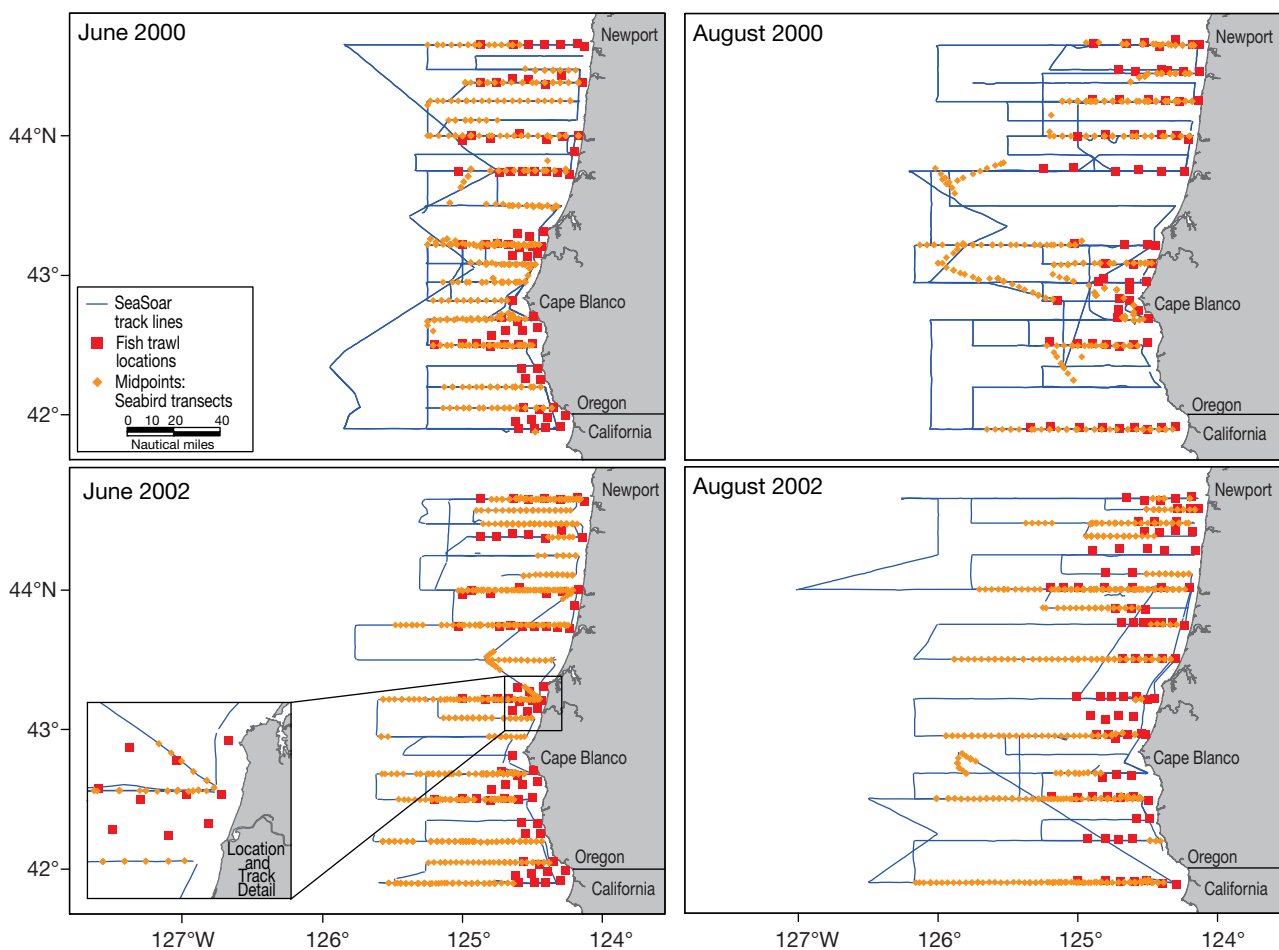 June 2000
Newport
44°N
43°
42°
Cape Blanco
Oregon
California
SeaSoar
track lines
Fish trawl
locations
Midpoints:
Seabird transects
0 10 20 40
Nautical miles
August 2000
Newport
Cape Blanco
Oregon
California
June 2002
Newport
44°N
43°
42°
Cape Blanco
Oregon
California
Location
and
Track
Detail
127°W 126° 125° 124°
August 2002
Newport
Cape Blanco
Oregon
California
127°W 126° 125° 124°